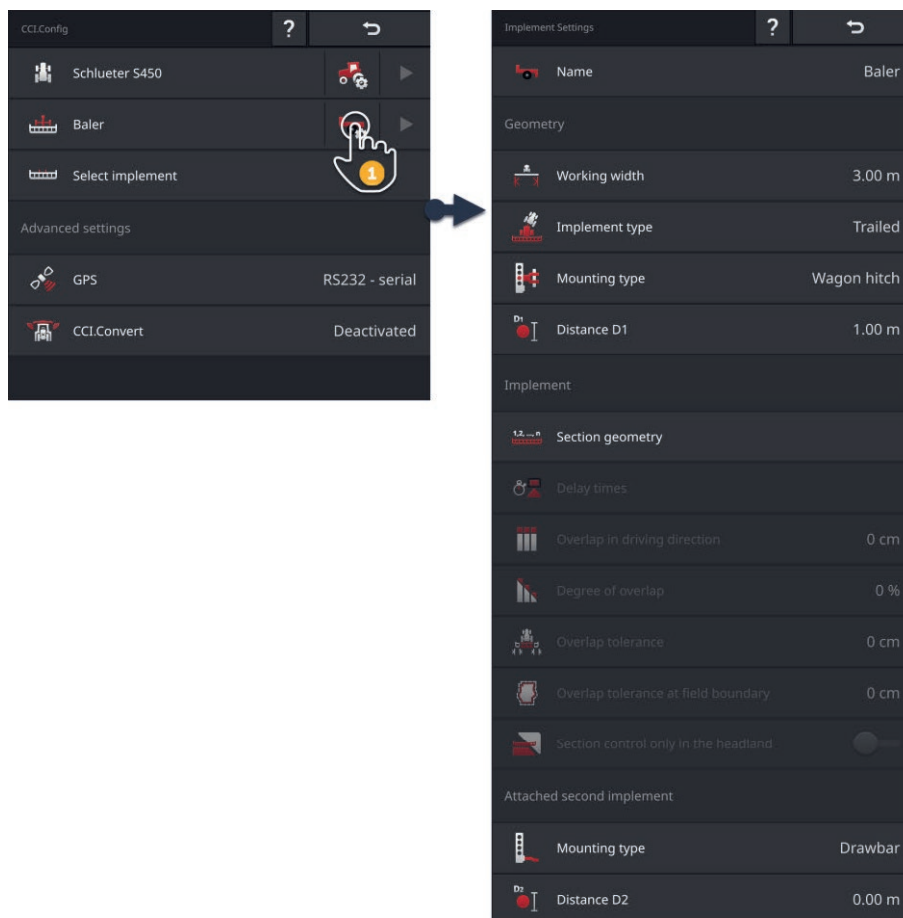 CCI.Config
?
Schlueter S450
Baler
1
Select implement
Advanced settings
GPS RS232 - serial
CCI.Convert Deactivated
Implement Settings
?
Name Baler
Geometry
Working width 3.00 m
Implement type Trailed
Mounting type Wagon hitch
D1
Distance D1 1.00 m
Implement
1,2, ... n
Section geometry
Delay times
Overlap in driving direction 0 cm
Degree of overlap 0 %
Overlap tolerance 0 cm
Overlap tolerance at field boundary 0 cm
Section control only in the headland
Attached second implement
Mounting type Drawbar
D2
Distance D2 0.00 m